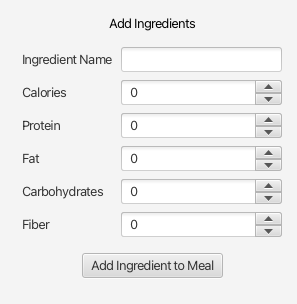 Add Ingredients
Ingredient Name
Calories 0
Protein 0
Fat 0
Carbohydrates 0
Fiber 0
Add Ingredient to Meal